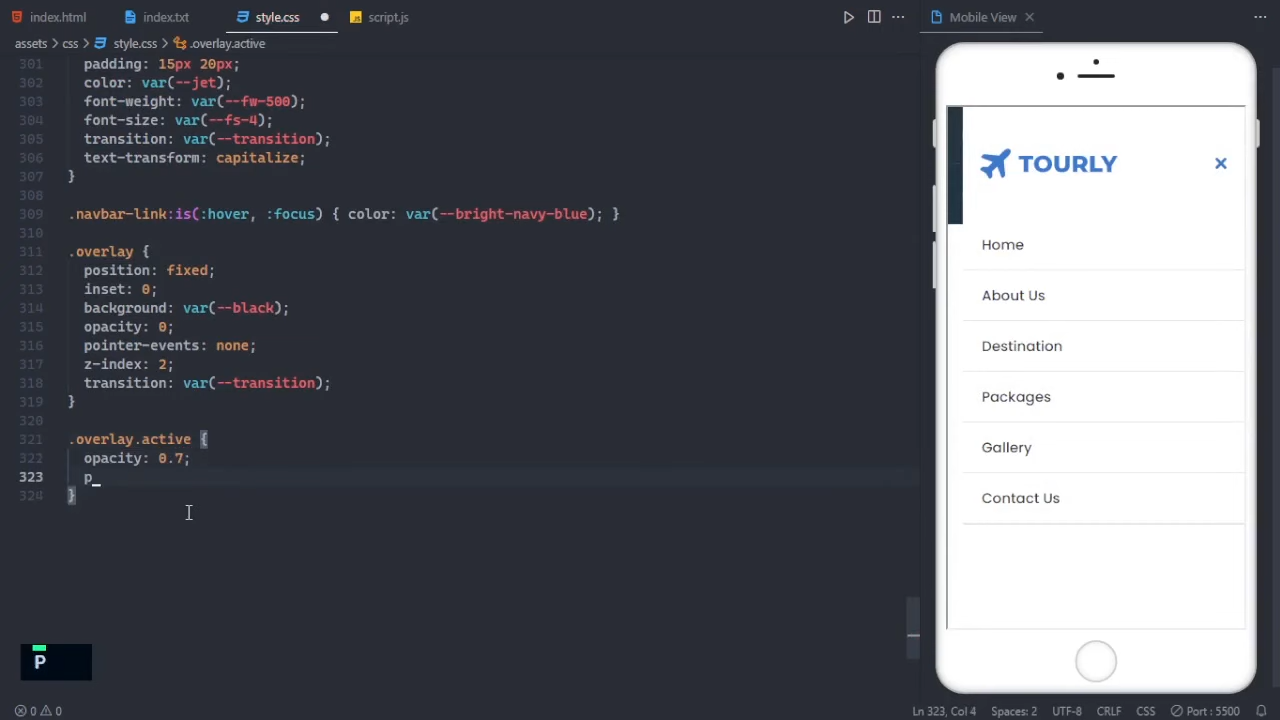 index.html index.txt style.css script.js Mobile View
assets > css > style.css > .overlay.active
301 padding: 15px 20px;
302 color: var(--jet);
303 font-weight: var(--fw-500);
304 font-size: var(--fs-4);
305 transition: var(--transition);
306 text-transform: capitalize;
307 }
308
309 .navbar-link:is(:hover, :focus) { color: var(--bright-navy-blue); }
310
311 .overlay {
312 position: fixed;
313 inset: 0;
314 background: var(--black);
315 opacity: 0;
316 pointer-events: none;
317 z-index: 2;
318 transition: var(--transition);
319 }
320
321 .overlay.active {
322 opacity: 0.7;
323 p
324 }
P
TOURLY
Home
About Us
Destination
Packages
Gallery
Contact Us
0 0 Ln 323, Col 4 Spaces: 2 UTF-8 CRLF CSS Port : 5500